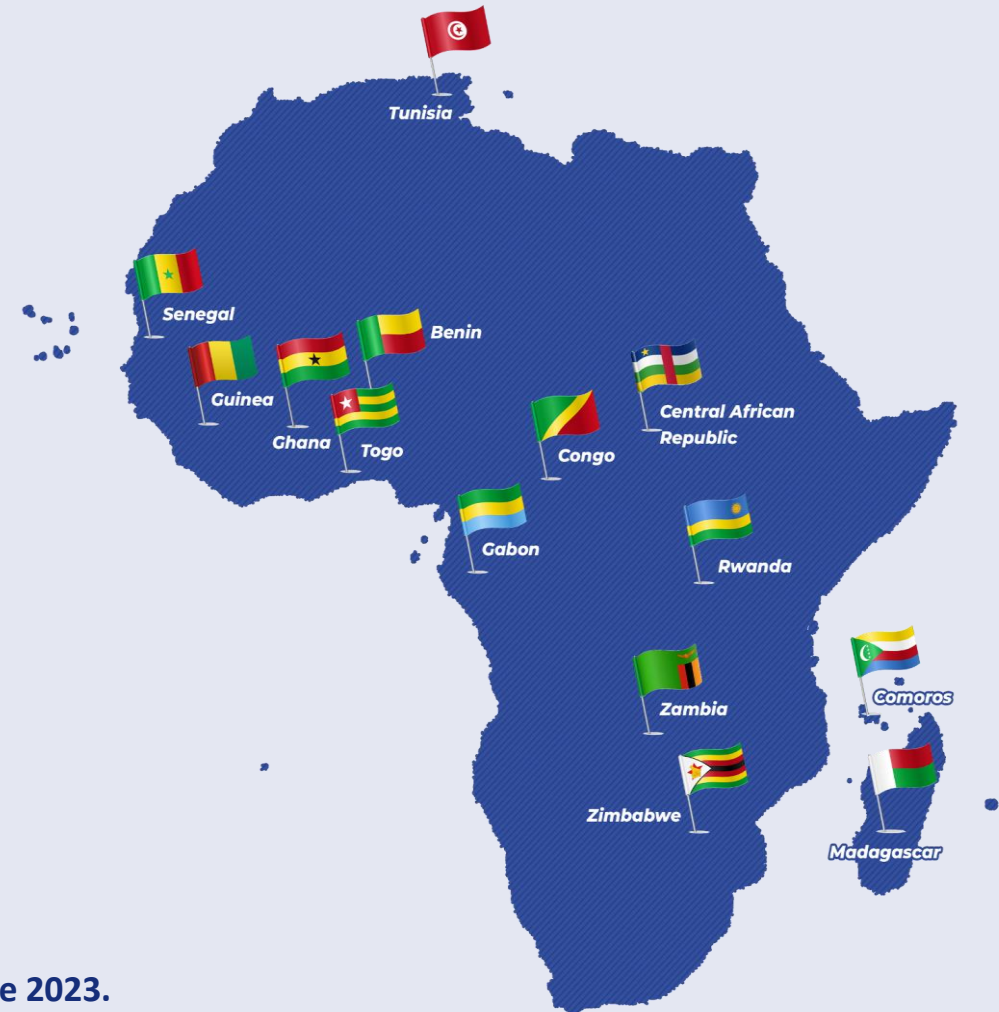 Tunisia
Senegal
Benin
Guinea
Ghana
Togo
Central African
Republic
Congo
Gabon
Rwanda
Comoros
Zambia
Zimbabwe
Madagascar
e 2023.